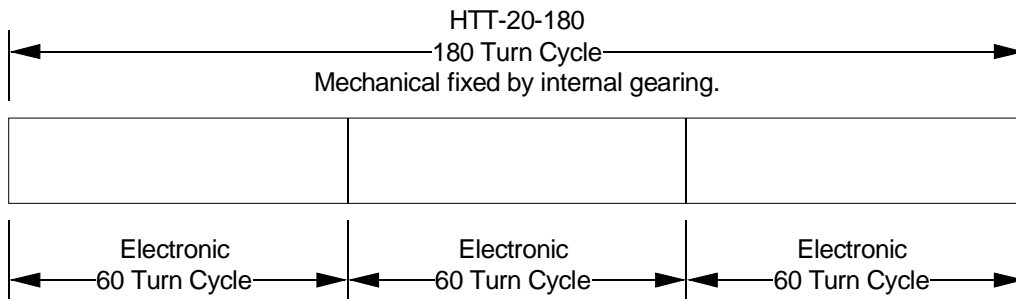 HTT-20-180
180 Turn Cycle
Mechanical fixed by internal gearing.
Electronic
60 Turn Cycle
Electronic
60 Turn Cycle
Electronic
60 Turn Cycle